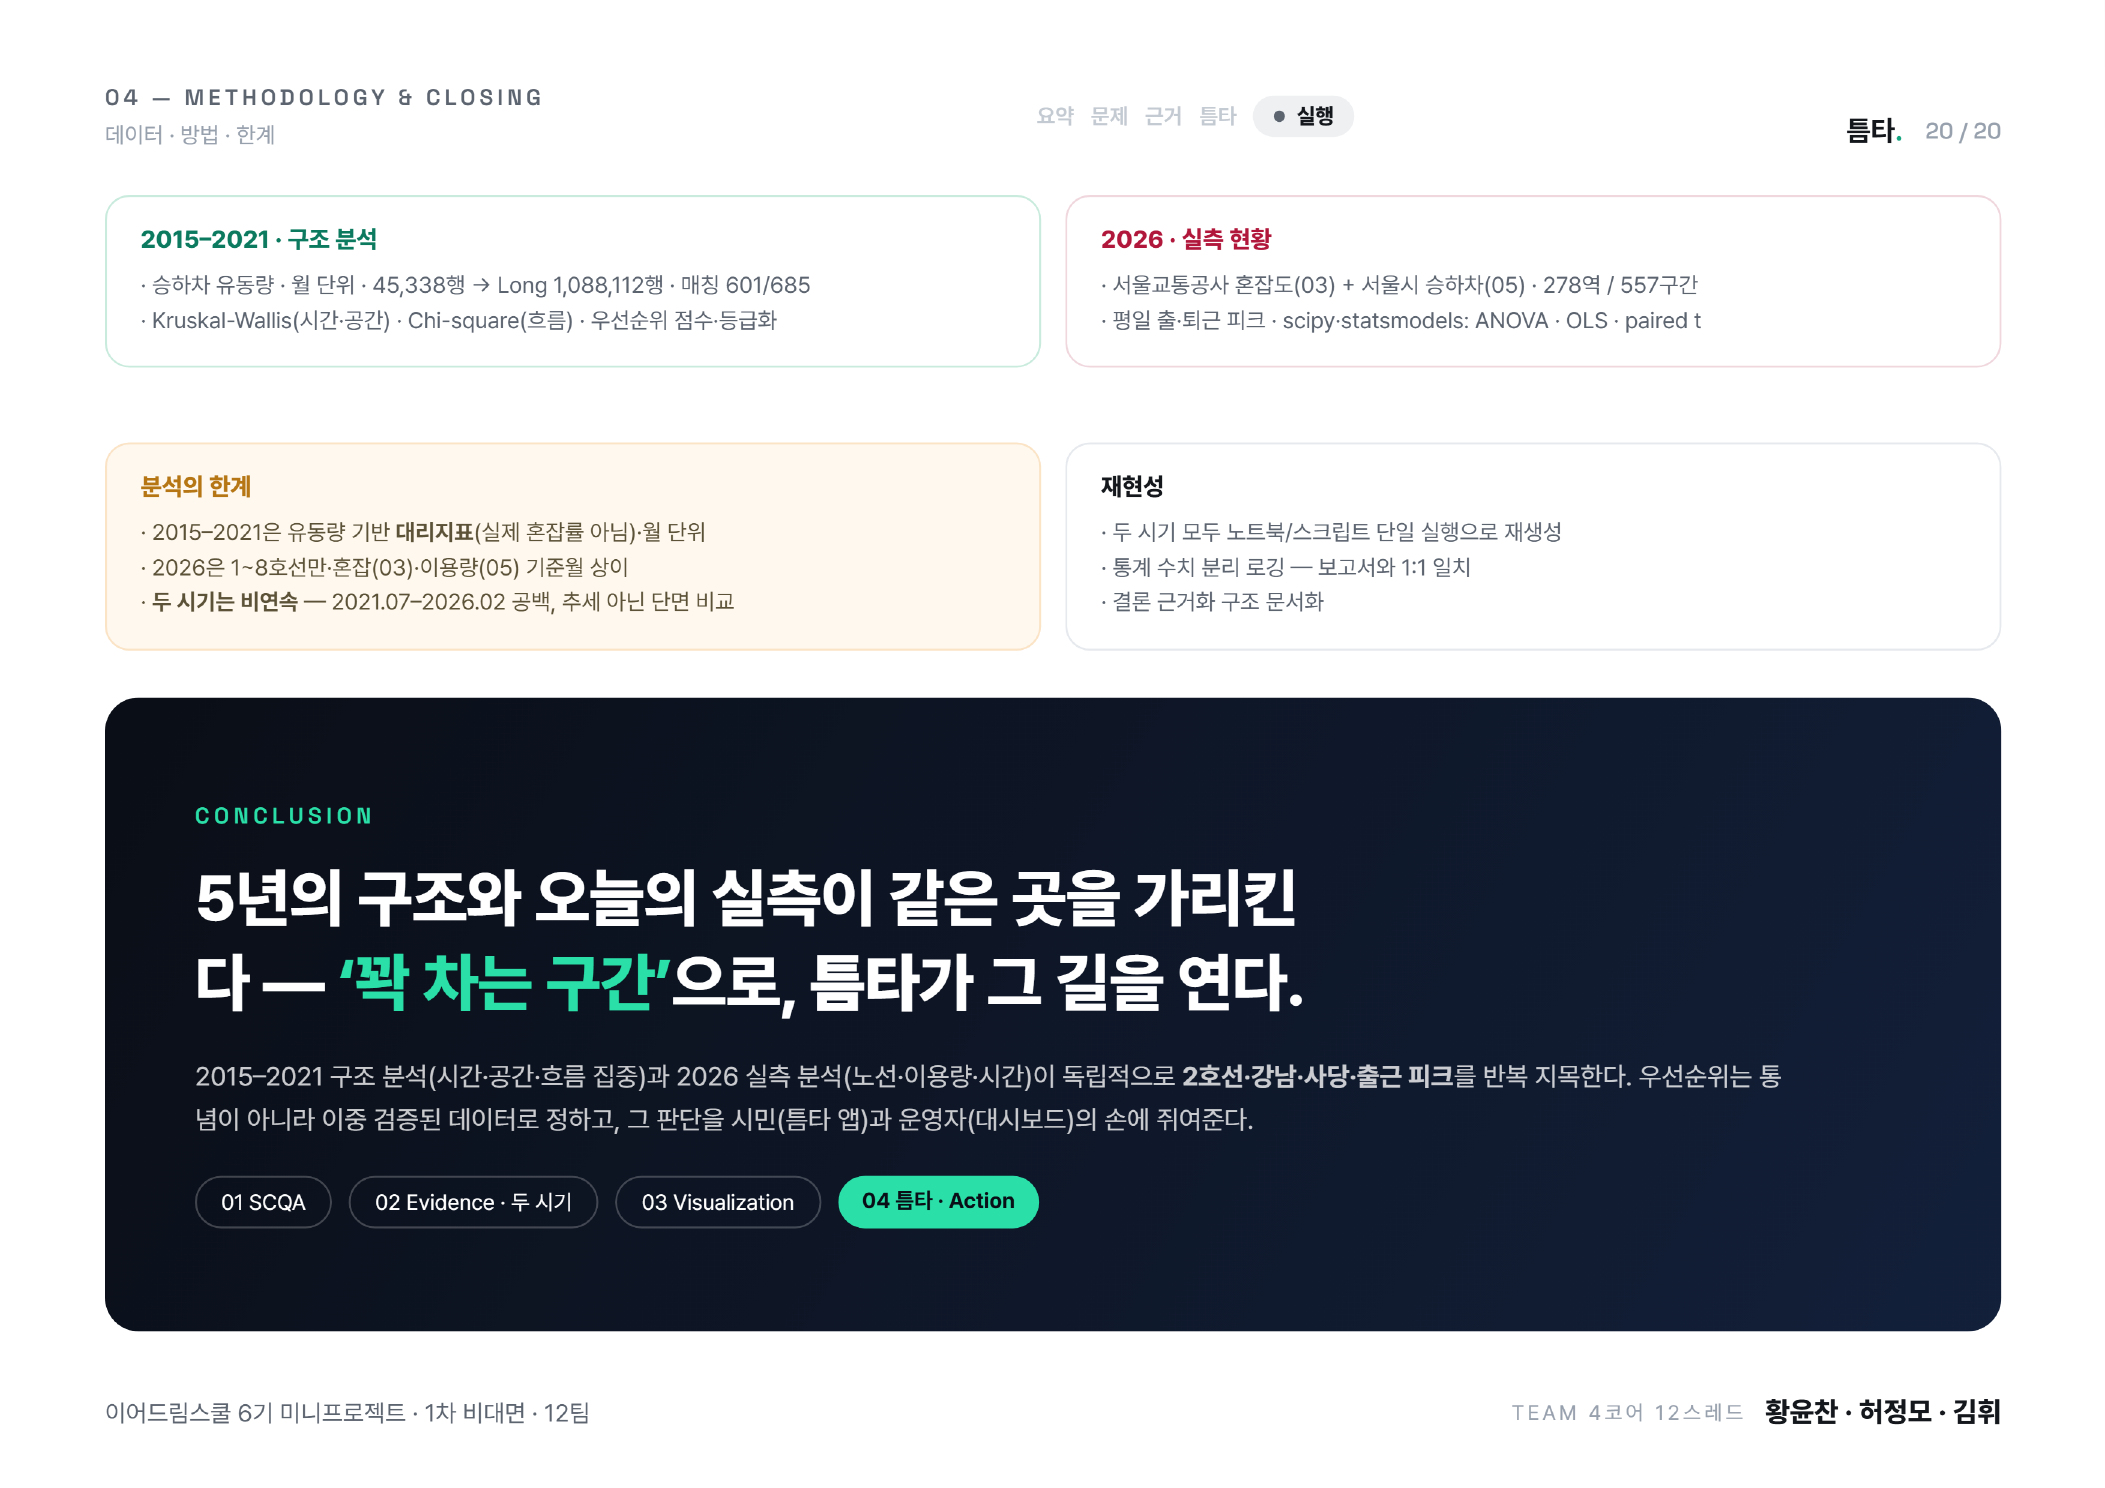 04 — METHODOLOGY & CLOSING
데이터 · 방법 · 한계
요약 문제 근거 틈타 실행
틈타. 20 / 20
2015–2021 · 구조 분석
· 승하차 유동량 · 월 단위 · 45,338행 → Long 1,088,112행 · 매칭 601/685
· Kruskal-Wallis(시간·공간) · Chi-square(흐름) · 우선순위 점수·등급화
2026 · 실측 현황
· 서울교통공사 혼잡도(03) + 서울시 승하차(05) · 278역 / 557구간
· 평일 출·퇴근 피크 · scipy·statsmodels: ANOVA · OLS · paired t
분석의 한계
· 2015–2021은 유동량 기반 대리지표(실제 혼잡률 아님)·월 단위
· 2026은 1~8호선만·혼잡(03)·이용량(05) 기준월 상이
· 두 시기는 비연속 — 2021.07–2026.02 공백, 추세 아닌 단면 비교
재현성
· 두 시기 모두 노트북/스크립트 단일 실행으로 재생성
· 통계 수치 분리 로깅 — 보고서와 1:1 일치
· 결론 근거화 구조 문서화
CONCLUSION
5년의 구조와 오늘의 실측이 같은 곳을 가리킨
다 — ‘꽉 차는 구간’으로, 틈타가 그 길을 연다.
2015–2021 구조 분석(시간·공간·흐름 집중)과 2026 실측 분석(노선·이용량·시간)이 독립적으로 2호선·강남·사당·출근 피크를 반복 지목한다. 우선순위는 통
념이 아니라 이중 검증된 데이터로 정하고, 그 판단을 시민(틈타 앱)과 운영자(대시보드)의 손에 쥐여준다.
01 SCQA
02 Evidence · 두 시기
03 Visualization
04 틈타 · Action
이어드림스쿨 6기 미니프로젝트 · 1차 비대면 · 12팀
TEAM 4코어 12스레드 황윤찬 · 허정모 · 김휘